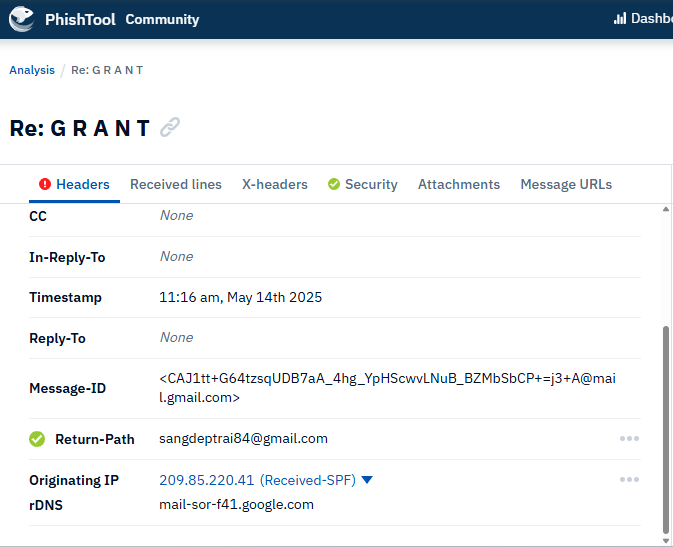 PhishTool Community
Dashbo
Analysis / Re: G R A N T
Re: G R A N T
Headers Received lines X-headers Security Attachments Message URLs
CC None
In-Reply-To None
Timestamp 11:16 am, May 14th 2025
Reply-To None
Message-ID <CAJ1tt+G64tzsqUDB7aA_4hg_YpHScwvLNuB_BZMbSbCP+=j3+A@mai
l.gmail.com>
Return-Path sangdeptrai84@gmail.com
Originating IP 209.85.220.41 (Received-SPF)
rDNS mail-sor-f41.google.com